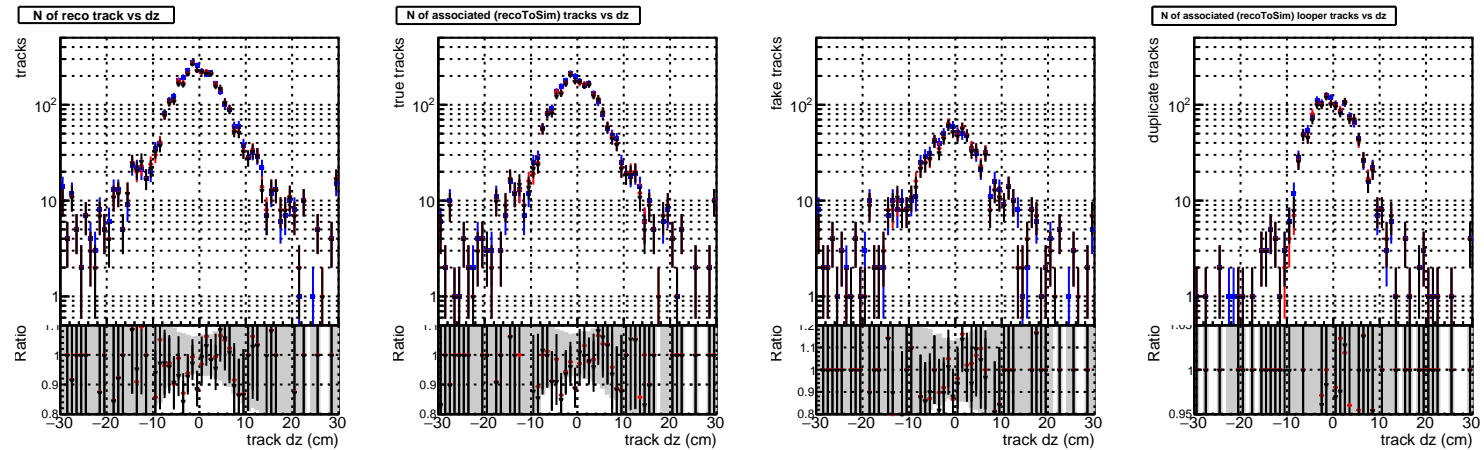 N of reco track vs dz
tracks
10²
10
1
Ratio
1
0.9
0.8
−30 −20 −10 0 10 20 30
track dz (cm)
N of associated (recoToSim) tracks vs dz
true tracks
10²
10
1
Ratio
1
0.9
0.8
−30 −20 −10 0 10 20 30
track dz (cm)
fake tracks
10²
10
1
Ratio
1.2
1.1
1
0.9
0.8
−30 −20 −10 0 10 20 30
track dz (cm)
N of associated (recoToSim) looper tracks vs dz
duplicate tracks
10²
10
1
Ratio
1.05
1
0.95
−30 −20 −10 0 10 20 30
track dz (cm)